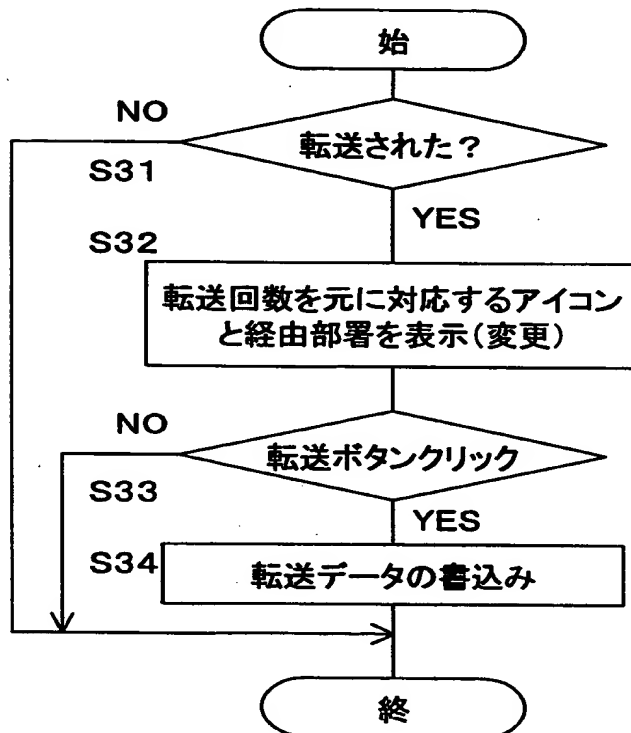 始
NO
転送された？
S31
YES
S32
転送回数を元に対応するアイコン
と経由部署を表示(変更)
NO
転送ボタンクリック
S33
YES
S34
転送データの書込み
終